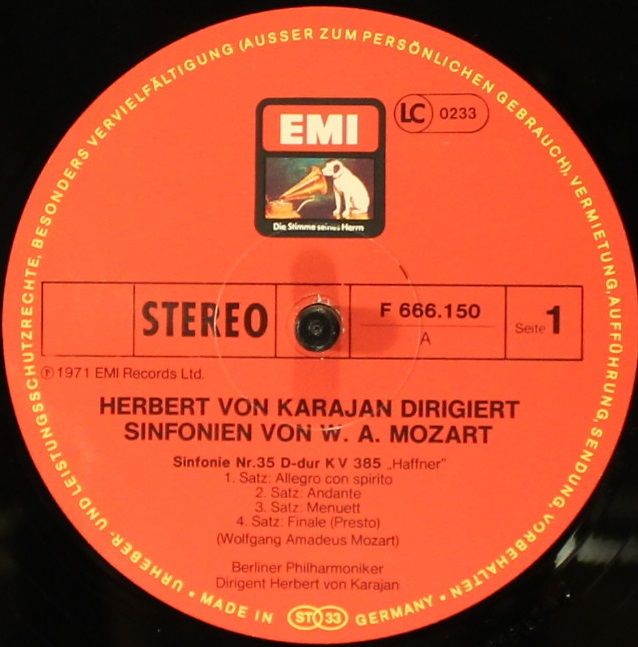 URHEBER- UND LEISTUNGSSCHUTZRECHTE, BESONDERS VERVIELFÄLTIGUNG (AUSSER ZUM PERSÖNLICHEN GEBRAUCH), VERMIETUNG, AUFFÜHRUNG, SENDUNG, VORBEHALTEN
EMI
Die Stimme seines Herrn
LC 0233
STEREO
F 666.150
A
Seite 1
Ⓟ 1971 EMI Records Ltd.
HERBERT VON KARAJAN DIRIGIERT
SINFONIEN VON W. A. MOZART
Sinfonie Nr.35 D-dur KV 385 „Haffner"
1. Satz: Allegro con spirito
2. Satz: Andante
3. Satz: Menuett
4. Satz: Finale (Presto)
(Wolfgang Amadeus Mozart)
Berliner Philharmoniker
Dirigent Herbert von Karajan
• MADE IN ST 33 GERMANY •